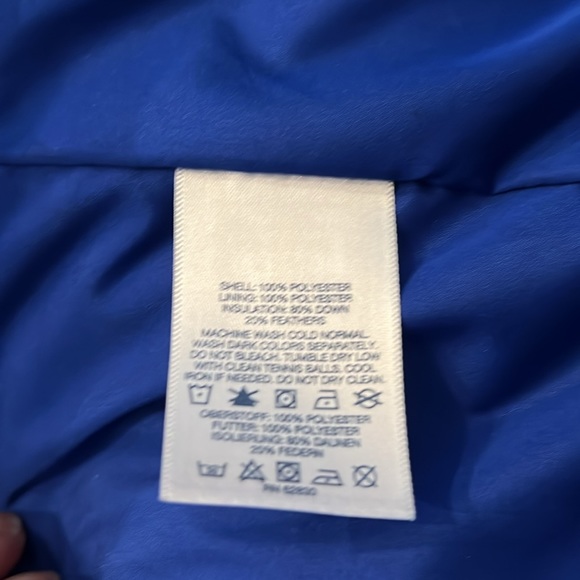 SHELL: 100% POLYESTER
LINING: 100% POLYESTER
INSULATION: 80% DOWN
20% FEATHERS
MACHINE WASH COLD NORMAL.
WASH DARK COLORS SEPARATELY.
DO NOT BLEACH. TUMBLE DRY LOW
WITH CLEAN TENNIS BALLS. COOL
IRON IF NEEDED. DO NOT DRY CLEAN.
OBERSTOFF: 100% POLYESTER
FUTTER: 100% POLYESTER
ISOLIERUNG: 80% DAUNEN
20% FEDERN
RN 62830